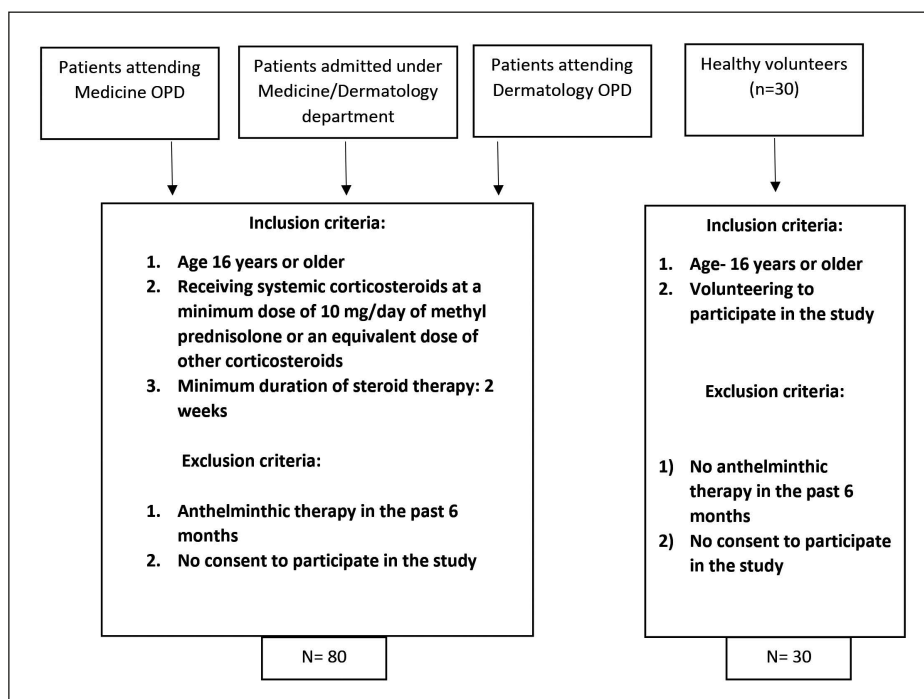 Patients attending
Medicine OPD
Patients admitted under
Medicine/Dermatology
department
Patients attending
Dermatology OPD
Healthy volunteers
(n=30)
Inclusion criteria:
1. Age 16 years or older
2. Receiving systemic corticosteroids at a
minimum dose of 10 mg/day of methyl
prednisolone or an equivalent dose of
other corticosteroids
3. Minimum duration of steroid therapy: 2
weeks
Exclusion criteria:
1. Anthelminthic therapy in the past 6
months
2. No consent to participate in the study
N= 80
Inclusion criteria:
1. Age- 16 years or older
2. Volunteering to
participate in the study
Exclusion criteria:
1) No anthelminthic
therapy in the past 6
months
2) No consent to participate
in the study
N= 30